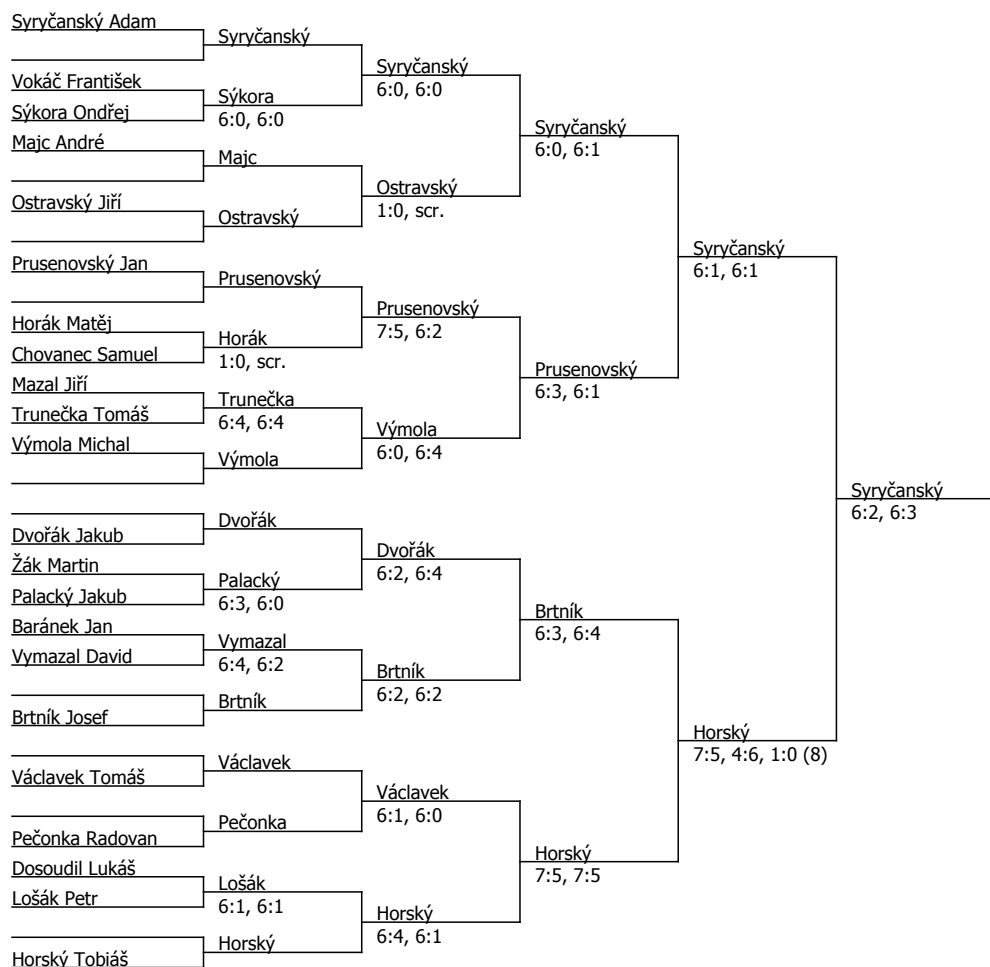 Syryčanský Adam
Syryčanský
Syryčanský
6:0, 6:0
Vokáč František
Sýkora
6:0, 6:0
Sýkora Ondřej
Syryčanský
6:0, 6:1
Majc André
Majc
Ostravský
1:0, scr.
Ostravský Jiří
Ostravský
Syryčanský
6:1, 6:1
Prusenovský Jan
Prusenovský
Prusenovský
7:5, 6:2
Horák Matěj
Horák
1:0, scr.
Chovanec Samuel
Prusenovský
6:3, 6:1
Mazal Jiří
Trunečka
6:4, 6:4
Trunečka Tomáš
Výmola
6:0, 6:4
Výmola Michal
Výmola
Syryčanský
6:2, 6:3
Dvořák
Dvořák Jakub
Dvořák
6:2, 6:4
Žák Martin
Palacký
6:3, 6:0
Palacký Jakub
Brtník
6:3, 6:4
Baránek Jan
Vymazal
6:4, 6:2
Vymazal David
Brtník
6:2, 6:2
Brtník
Brtník Josef
Horský
7:5, 4:6, 1:0 (8)
Václavek
Václavek Tomáš
Václavek
6:1, 6:0
Pečonka
Pečonka Radovan
Horský
7:5, 7:5
Dosoudil Lukáš
Lošák
6:1, 6:1
Lošák Petr
Horský
6:4, 6:1
Horský
Horský Tobiáš